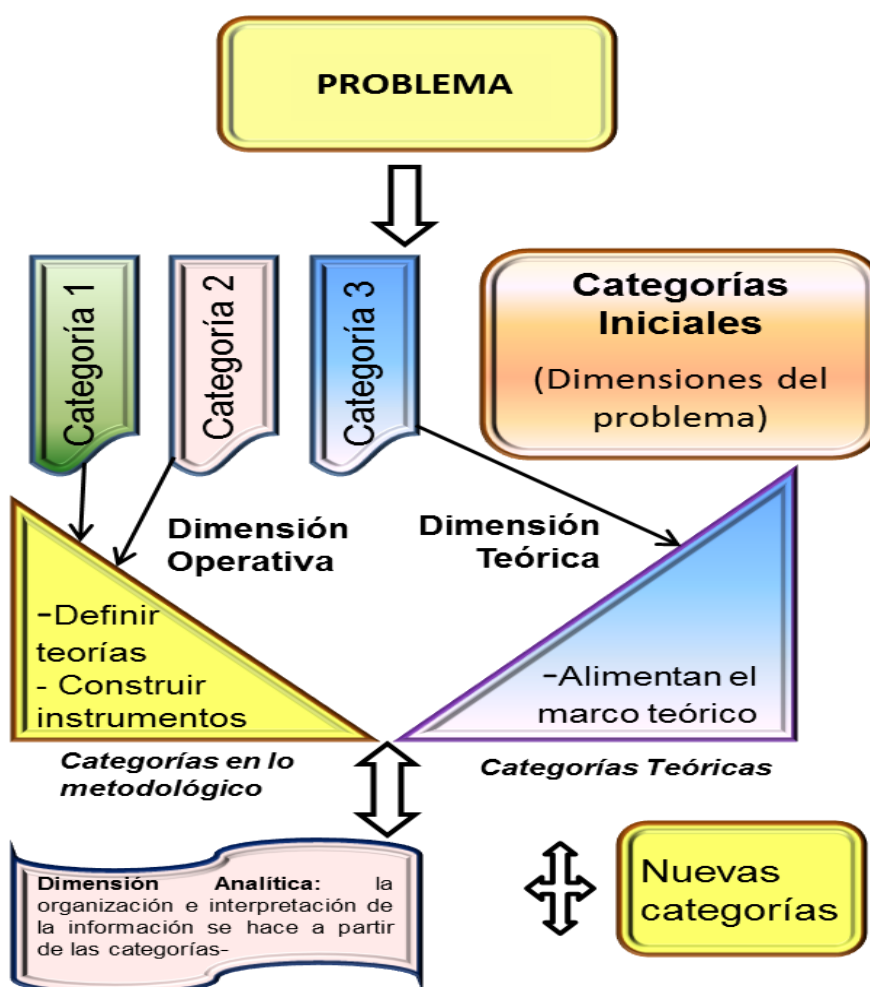 PROBLEMA
Categoría 1
Categoría 2
Categoría 3
Categorías
Iniciales
(Dimensiones del
problema)
Dimensión
Operativa
Dimensión
Teórica
-Definir
teorías
- Construir
instrumentos
-Alimentan el
marco teórico
Categorías en lo
metodológico
Categorías Teóricas
Dimensión Analítica: la
organización e interpretación de
la información se hace a partir
de las categorías-
Nuevas
categorías